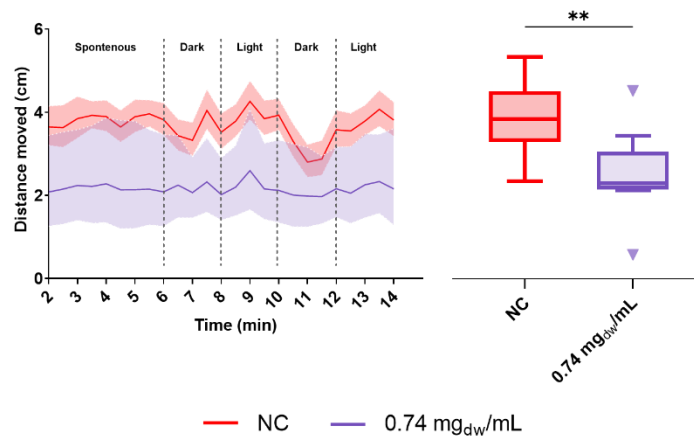 Distance moved (cm)
6
4
2
0
Spontenous
Dark
Light
Dark
Light
2 3 4 5 6 7 8 9 10 11 12 13 14
Time (min)
**
NC
0.74 mgdw/mL
NC
0.74 mgdw/mL